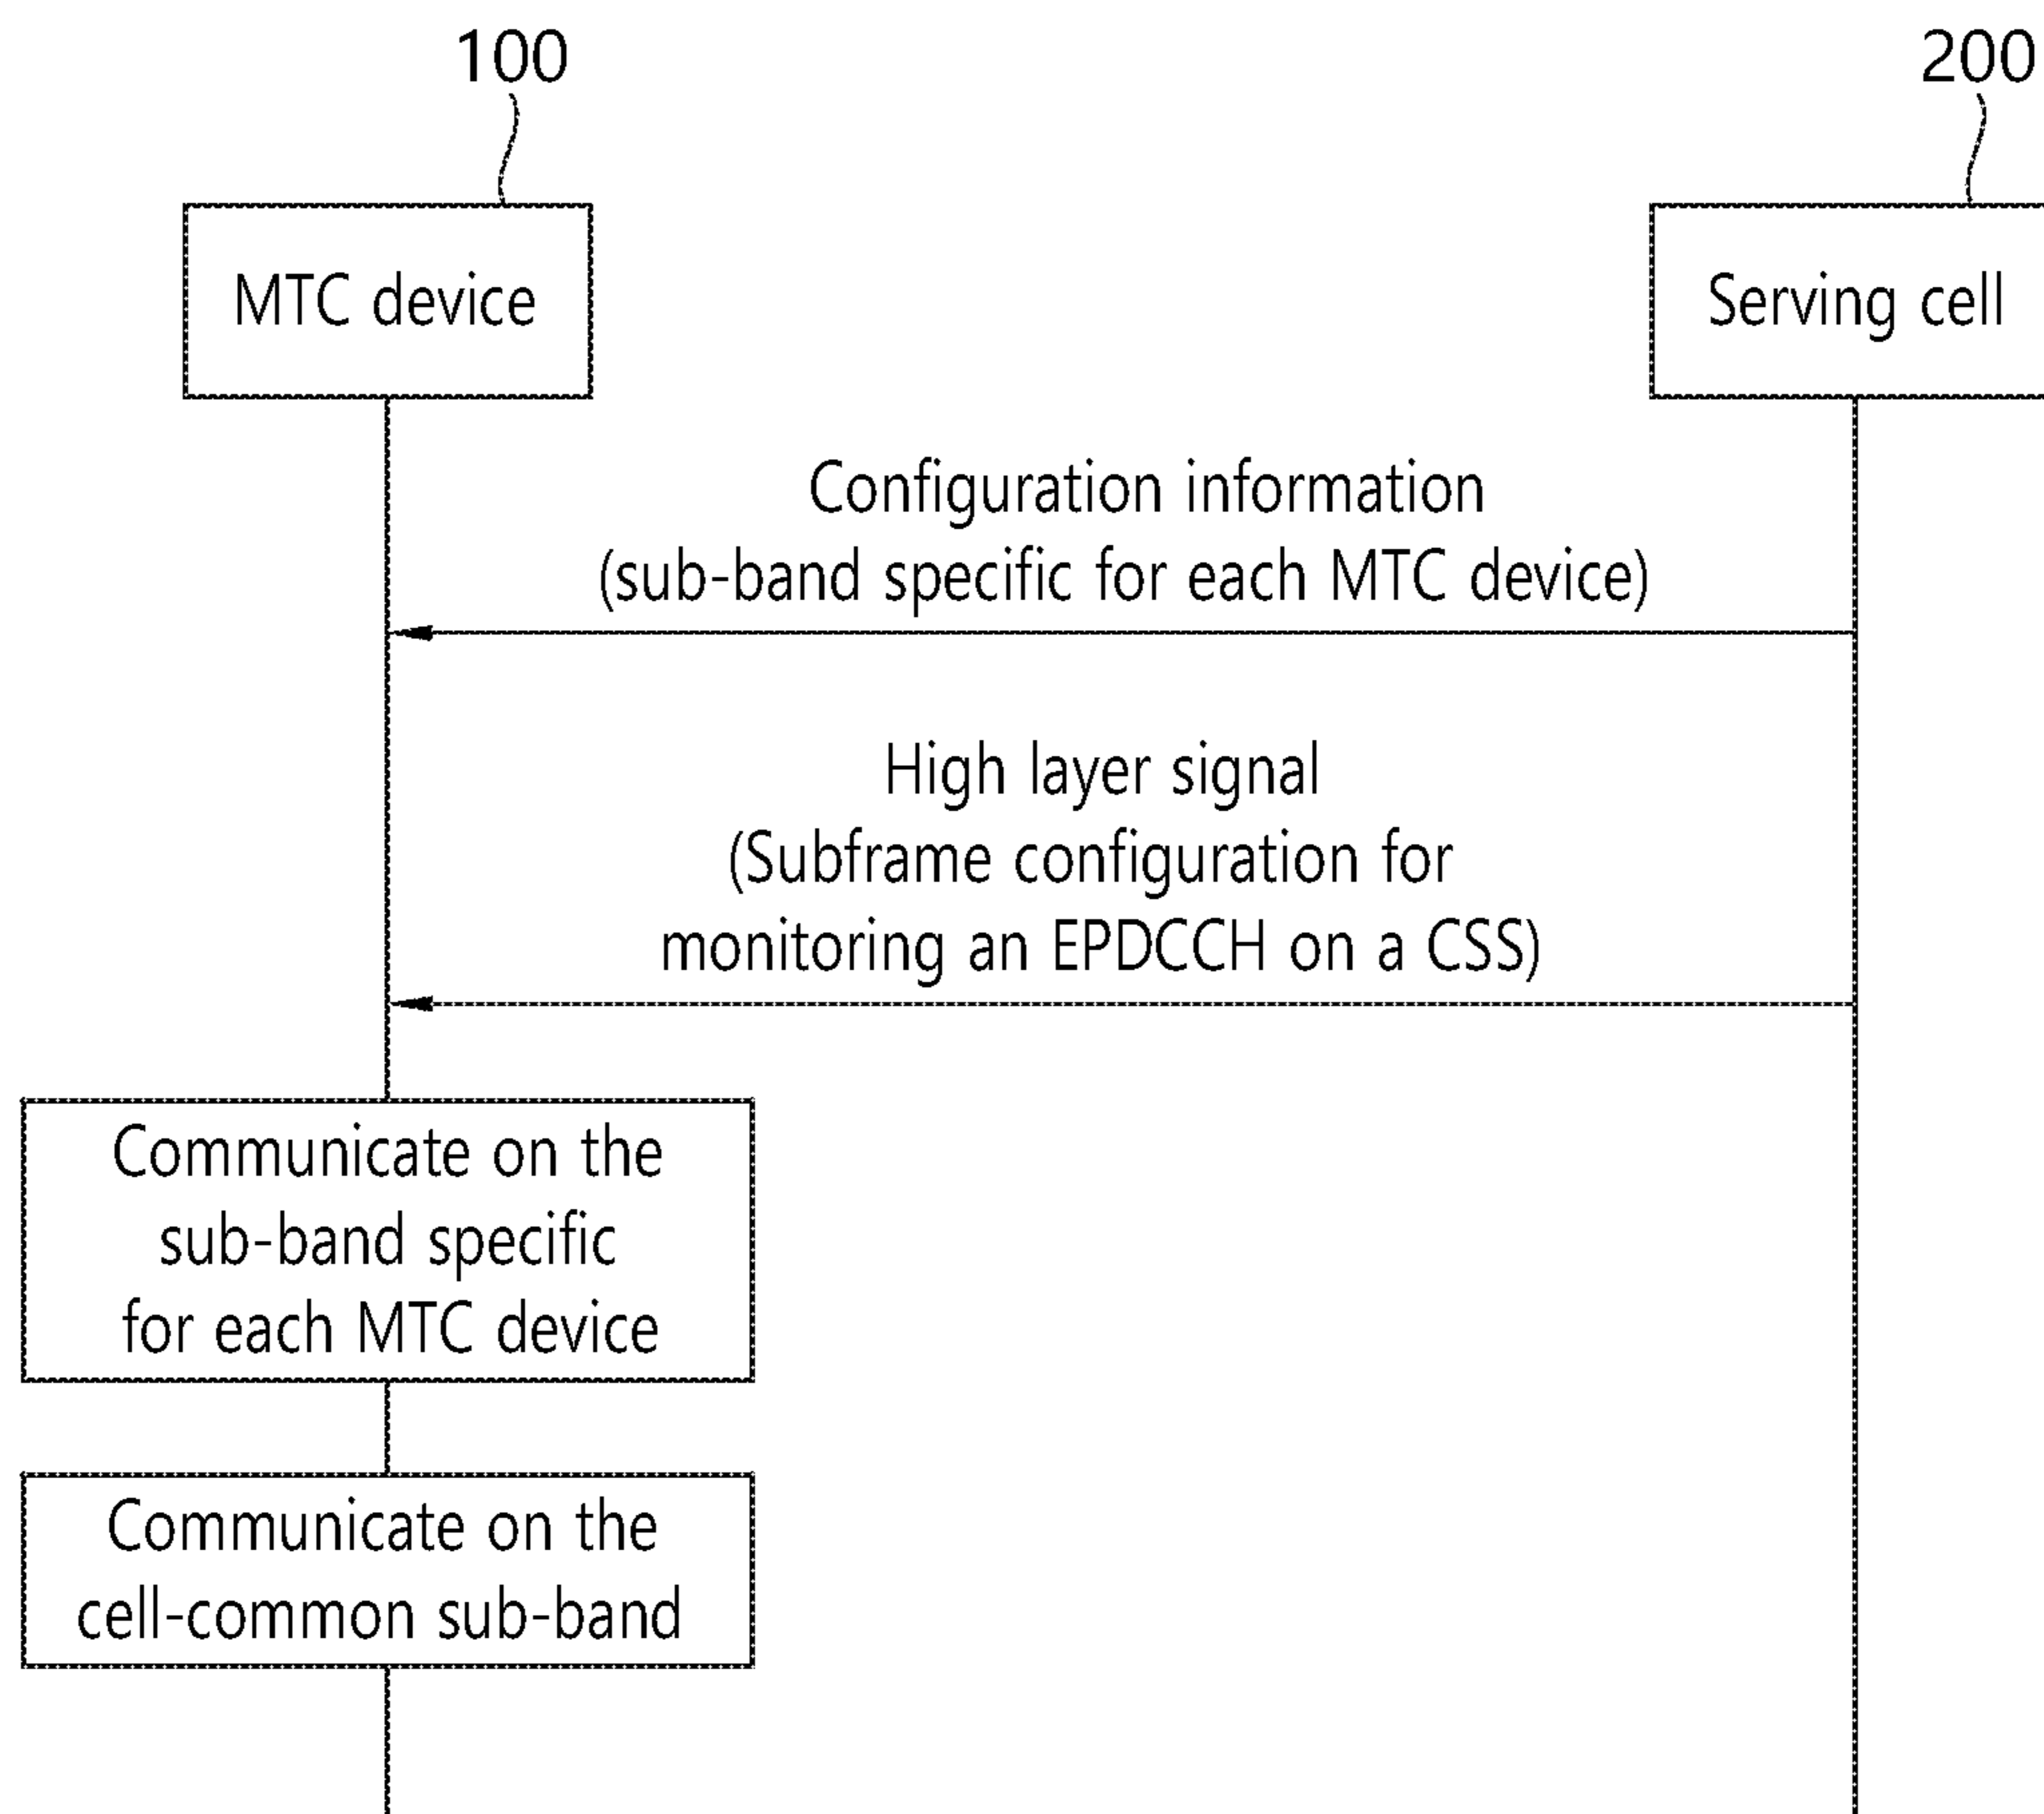 100
200
MTC device
Serving cell
Configuration information
(sub-band specific for each MTC device)
High layer signal
(Subframe configuration for
monitoring an EPDCCH on a CSS)
Communicate on the
sub-band specific
for each MTC device
Communicate on the
cell-common sub-band